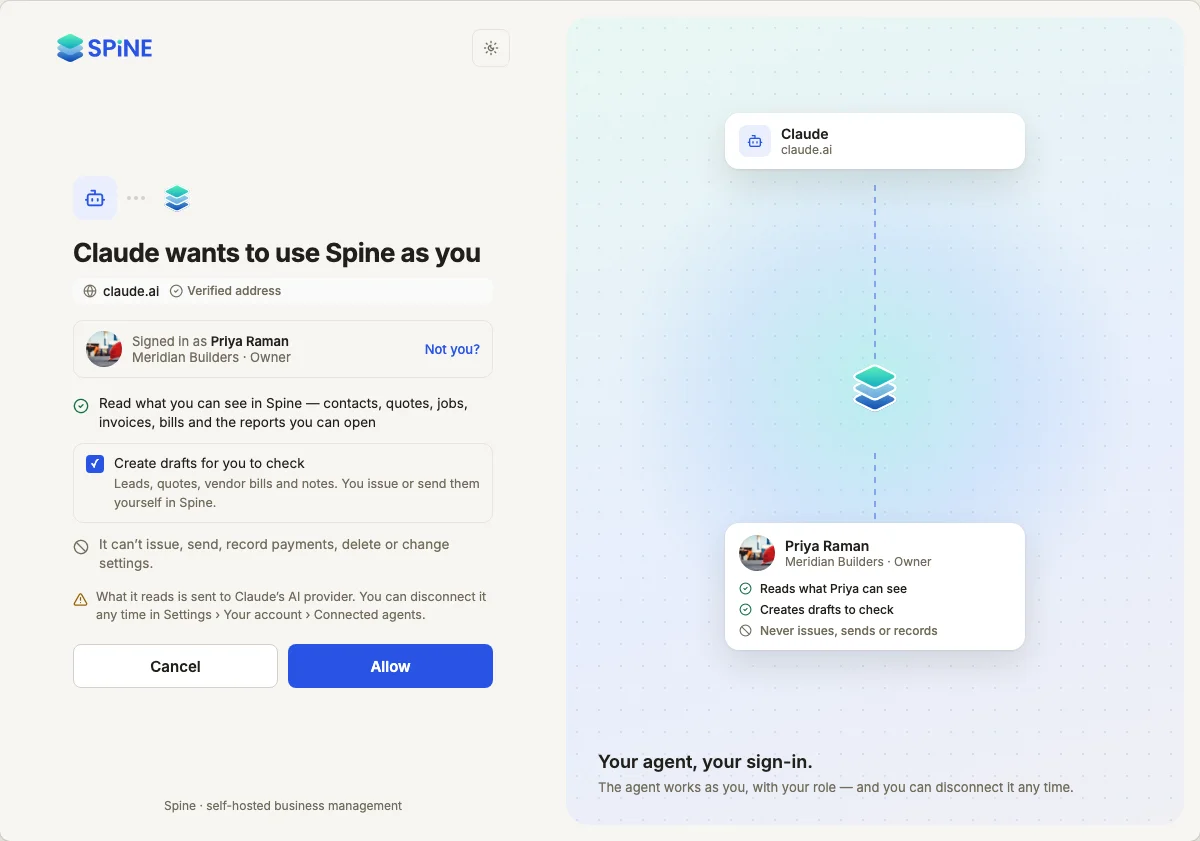 SPiNE
Claude wants to use Spine as you
claude.ai Verified address
Signed in as Priya Raman
Meridian Builders · Owner
Not you?
Read what you can see in Spine — contacts, quotes, jobs,
invoices, bills and the reports you can open
Create drafts for you to check
Leads, quotes, vendor bills and notes. You issue or send them
yourself in Spine.
It can’t issue, send, record payments, delete or change
settings.
What it reads is sent to Claude’s AI provider. You can disconnect it
any time in Settings › Your account › Connected agents.
Cancel
Allow
Spine · self-hosted business management
Claude
claude.ai
Priya Raman
Meridian Builders · Owner
Reads what Priya can see
Creates drafts to check
Never issues, sends or records
Your agent, your sign-in.
The agent works as you, with your role — and you can disconnect it any time.